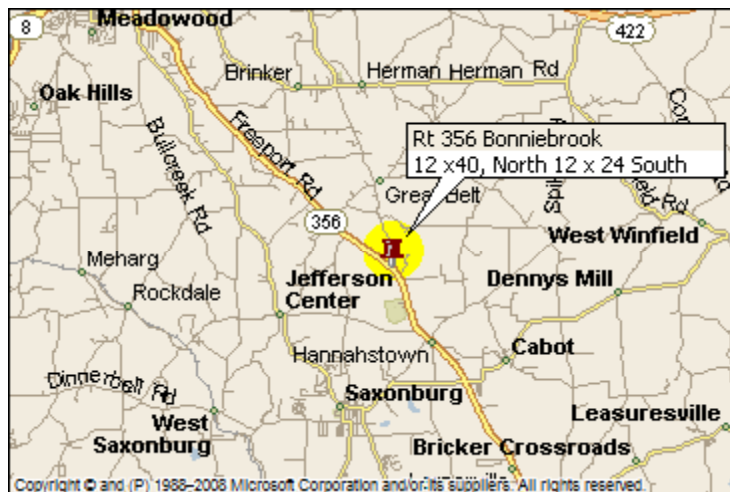 8
Meadowood
422
Brinker
Herman Herman Rd
Oak Hills
Bullcreek Rd
Freeport Rd
Rt 356 Bonniebrook
12 x40, North 12 x 24 South
Great Belt
Rd
356
West Winfield
Meharg
Jefferson
Center
Dennys Mill
Rockdale
Hannahstown
Cabot
Dinnerbell Rd
Saxonburg
West
Saxonburg
Leasuresville
Bricker Crossroads
Copyright © and (P) 1988–2008 Microsoft Corporation and/or its suppliers. All rights reserved.